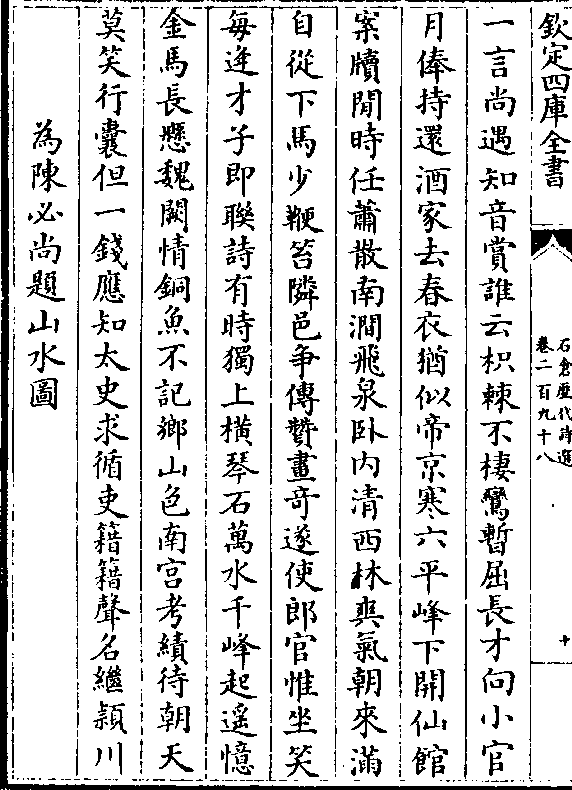 欽定四庫全書
石倉歷代詩選
卷二百九十八
十
一言尚遇知音賞誰云枳棘不棲鸞暫屈長才向小官
月俸持還酒家去春衣猶似帝京寒六平峰下開仙館
案牘閒時任蕭散南澗飛泉卧内清西林爽氣朝來滿
自從下馬少鞭笞隣邑爭傳贊畫竒遂使郎官惟坐笑
每逢才子即聯詩有時獨上横琴石萬水千峰起遥憶
金馬長懸魏闕情銅魚不記鄉山色南宫考績待朝天
莫笑行囊但一錢應知太史求循吏籍籍聲名繼潁川
為陳必尚題山水圖